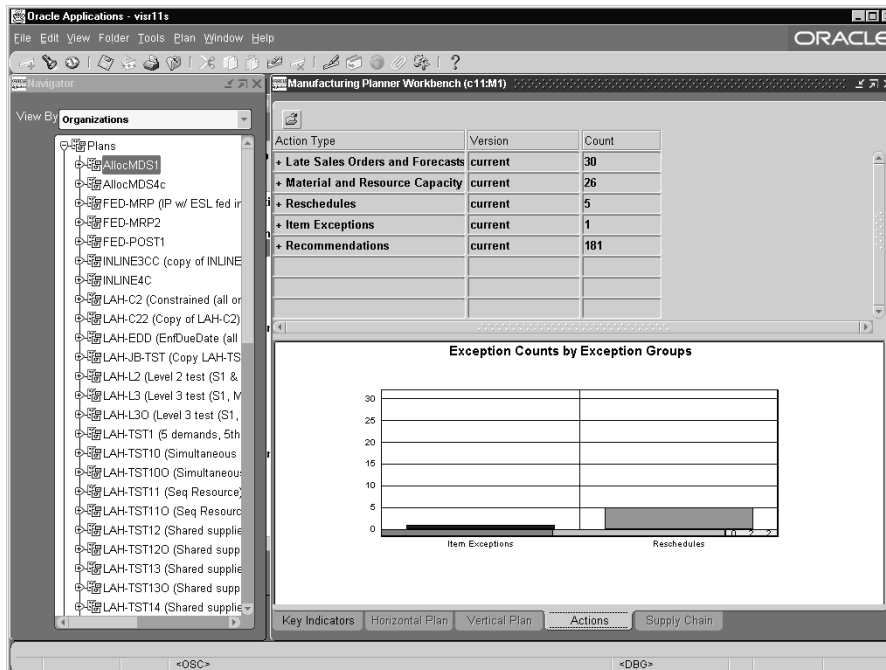 Oracle Applications - visr11s
File Edit View Folder Tools Plan Window Help
ORACLE
Navigator
View By Organizations
Plans
AllocMDS1
AllocMDS4c
FED-MRP (IP w/ ESL fed in
FED-MRP2
FED-POST1
INLINE3CC (copy of INLINE
INLINE4C
LAH-C2 (Constrained (all or
LAH-C22 (Copy of LAH-C2)
LAH-EDD (EnfDueDate (all
LAH-JB-TST (Copy LAH-TS
LAH-L2 (Level 2 test (S1 &
LAH-L3 (Level 3 test (S1, M
LAH-L3O (Level 3 test (S1,
LAH-TST1 (5 demands, 5th
LAH-TST10 (Simultaneous
LAH-TST10O (Simultaneous
LAH-TST11 (Seq Resource)
LAH-TST11O (Seq Resourc
LAH-TST12 (Shared supplie
LAH-TST12O (Shared supp
LAH-TST13 (Shared supplie
LAH-TST13O (Shared supp
LAH-TST14 (Shared supplie
Manufacturing Planner Workbench (c11:M1)
Action Type Version Count
+ Late Sales Orders and Forecasts current 30
+ Material and Resource Capacity current 26
+ Reschedules current 5
+ Item Exceptions current 1
+ Recommendations current 181
Exception Counts by Exception Groups
30
25
20
15
10
5
0
0 2 2
Item Exceptions Reschedules
Key Indicators Horizontal Plan Vertical Plan Actions Supply Chain
<OSC> <DBG>